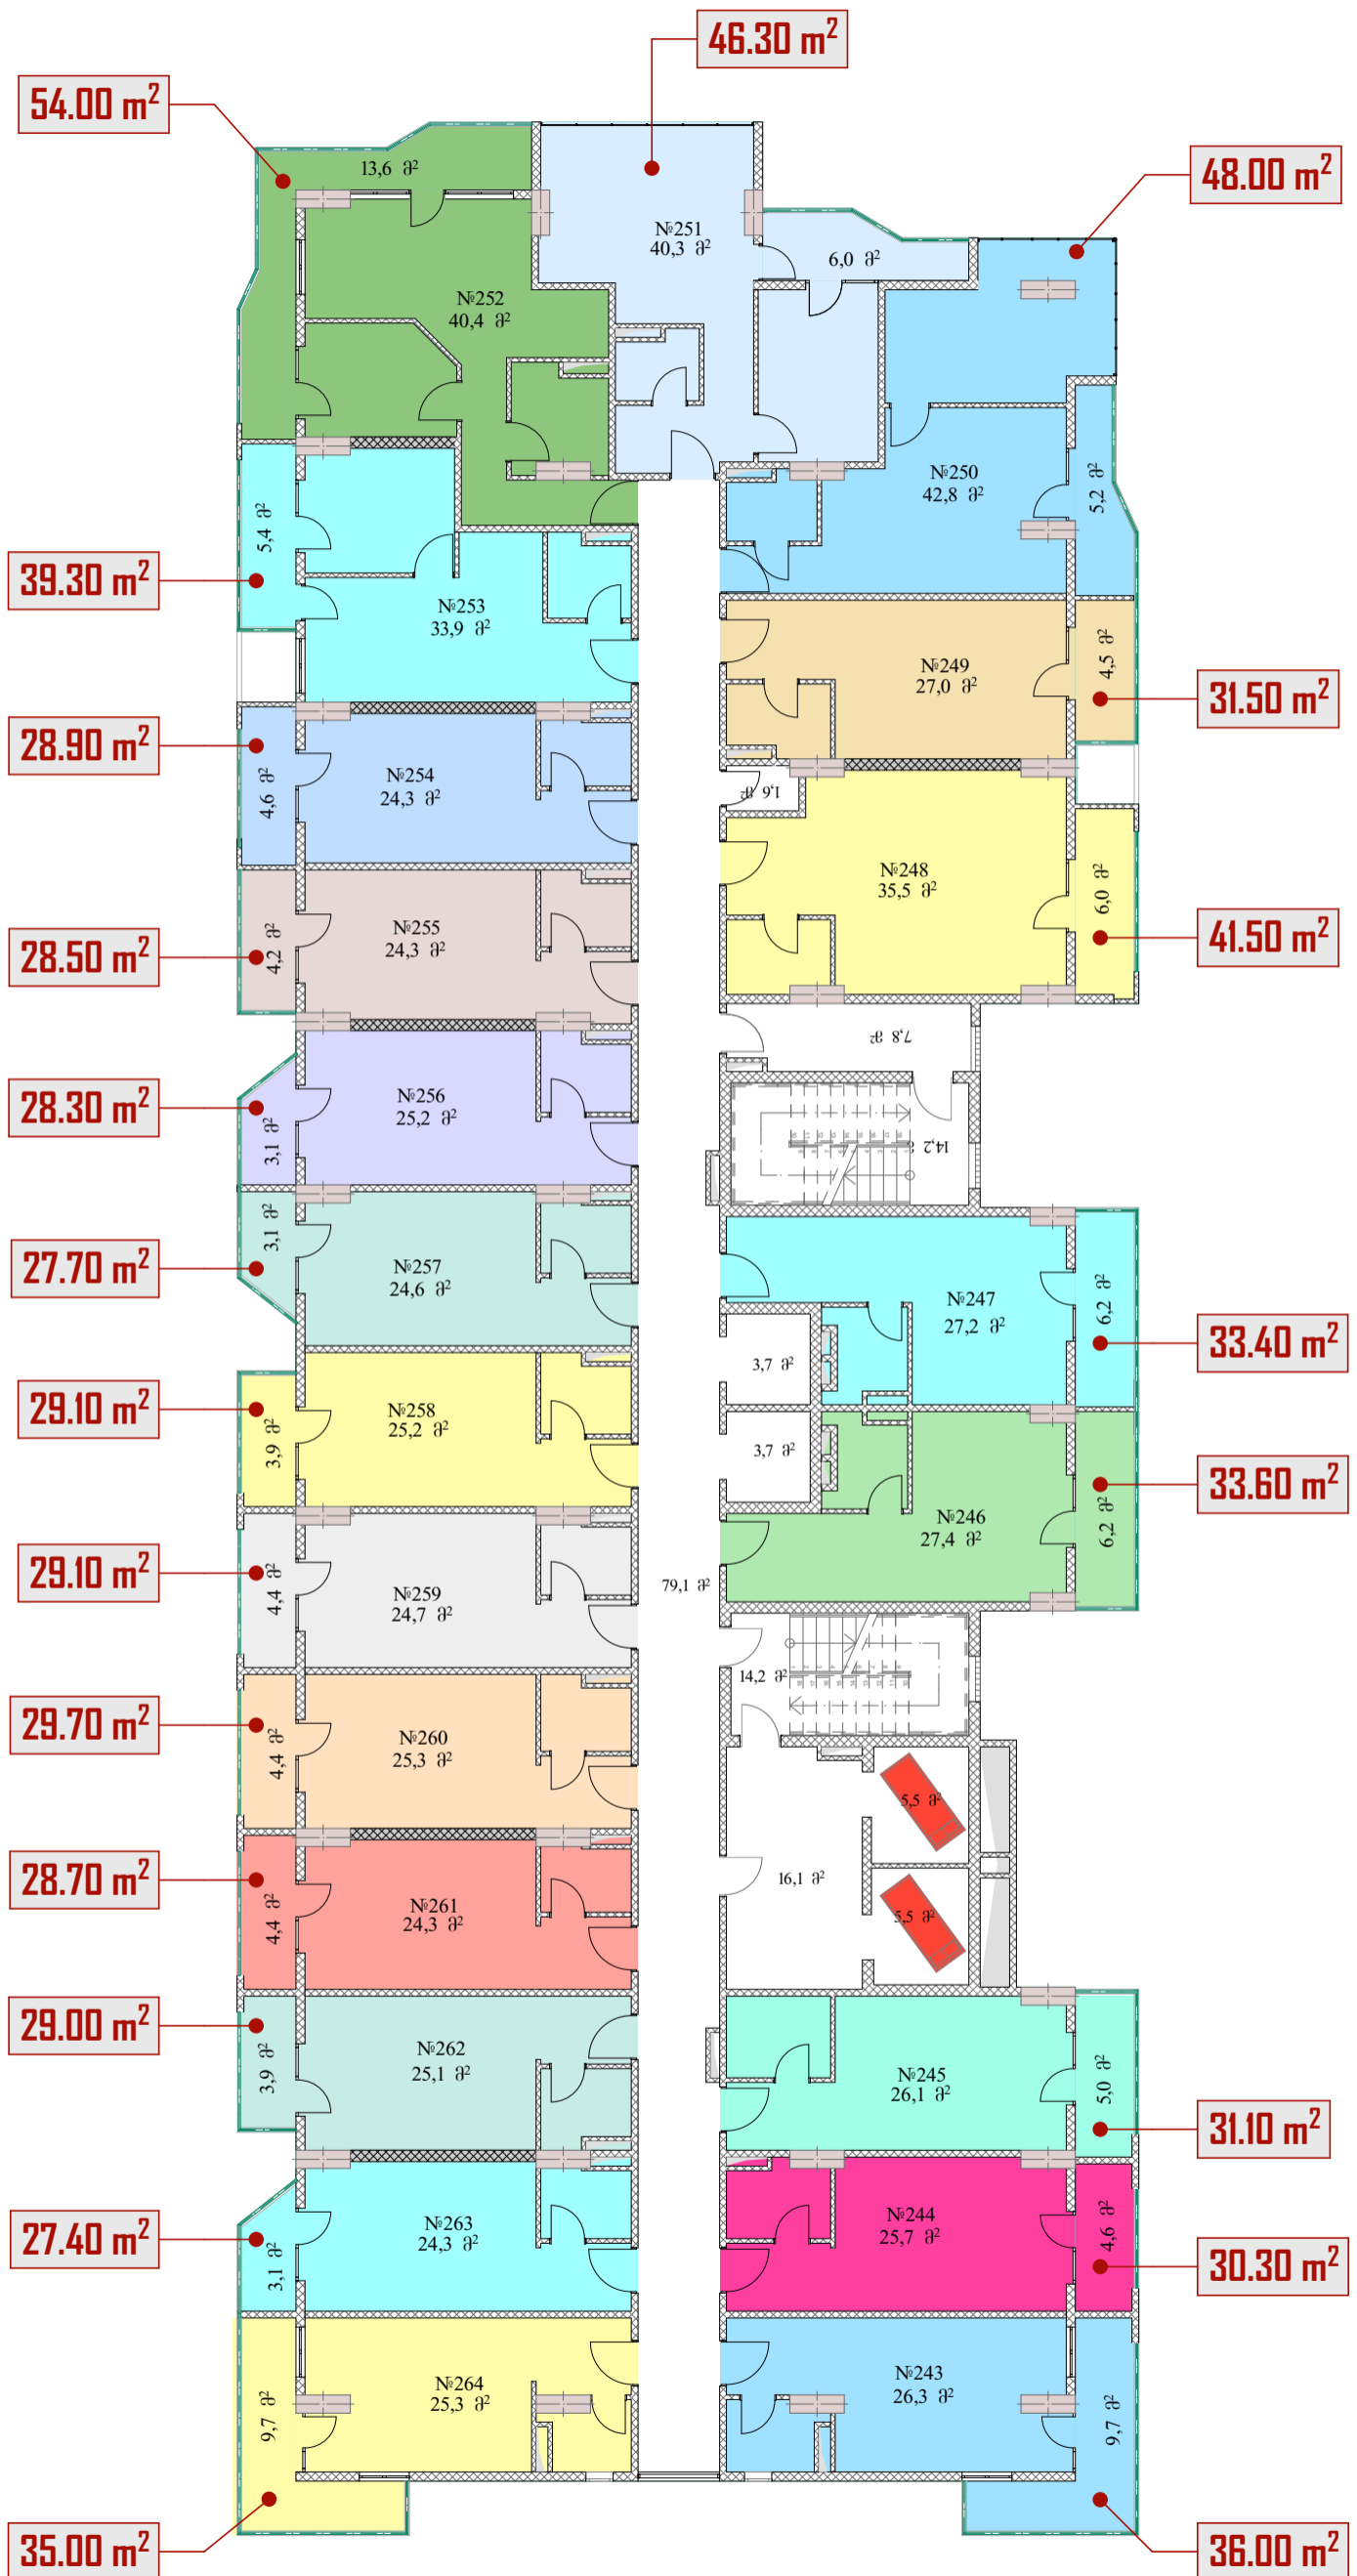 46.30 m²
54.00 m²
13,6 მ²
48.00 m²
№251
40,3 მ²
6,0 მ²
№252
40,4 მ²
№250
42,8 მ²
5,2 მ²
5,4 მ²
39.30 m²
№253
33,9 მ²
№249
27,0 მ²
4,5 მ²
31.50 m²
28.90 m²
4,6 მ²
№254
24,3 მ²
1,6 მ²
№248
35,5 მ²
6,0 მ²
41.50 m²
28.50 m²
4,2 მ²
№255
24,3 მ²
7,8 მ²
28.30 m²
3,1 მ²
№256
25,2 მ²
14,2
27.70 m²
3,1 მ²
№257
24,6 მ²
№247
27,2 მ²
6,2 მ²
33.40 m²
3,7 მ²
29.10 m²
3,9 მ²
№258
25,2 მ²
3,7 მ²
33.60 m²
№246
27,4 მ²
6,2 მ²
29.10 m²
4,4 მ²
№259
24,7 მ²
79,1 მ²
14,2 მ²
29.70 m²
4,4 მ²
№260
25,3 მ²
5,5 მ²
28.70 m²
4,4 მ²
№261
24,3 მ²
16,1 მ²
5,5 მ²
29.00 m²
3,9 მ²
№262
25,1 მ²
№245
26,1 მ²
5,0 მ²
31.10 m²
27.40 m²
3,1 მ²
№263
24,3 მ²
№244
25,7 მ²
4,6 მ²
30.30 m²
9,7 მ²
№264
25,3 მ²
№243
26,3 მ²
9,7 მ²
35.00 m²
36.00 m²